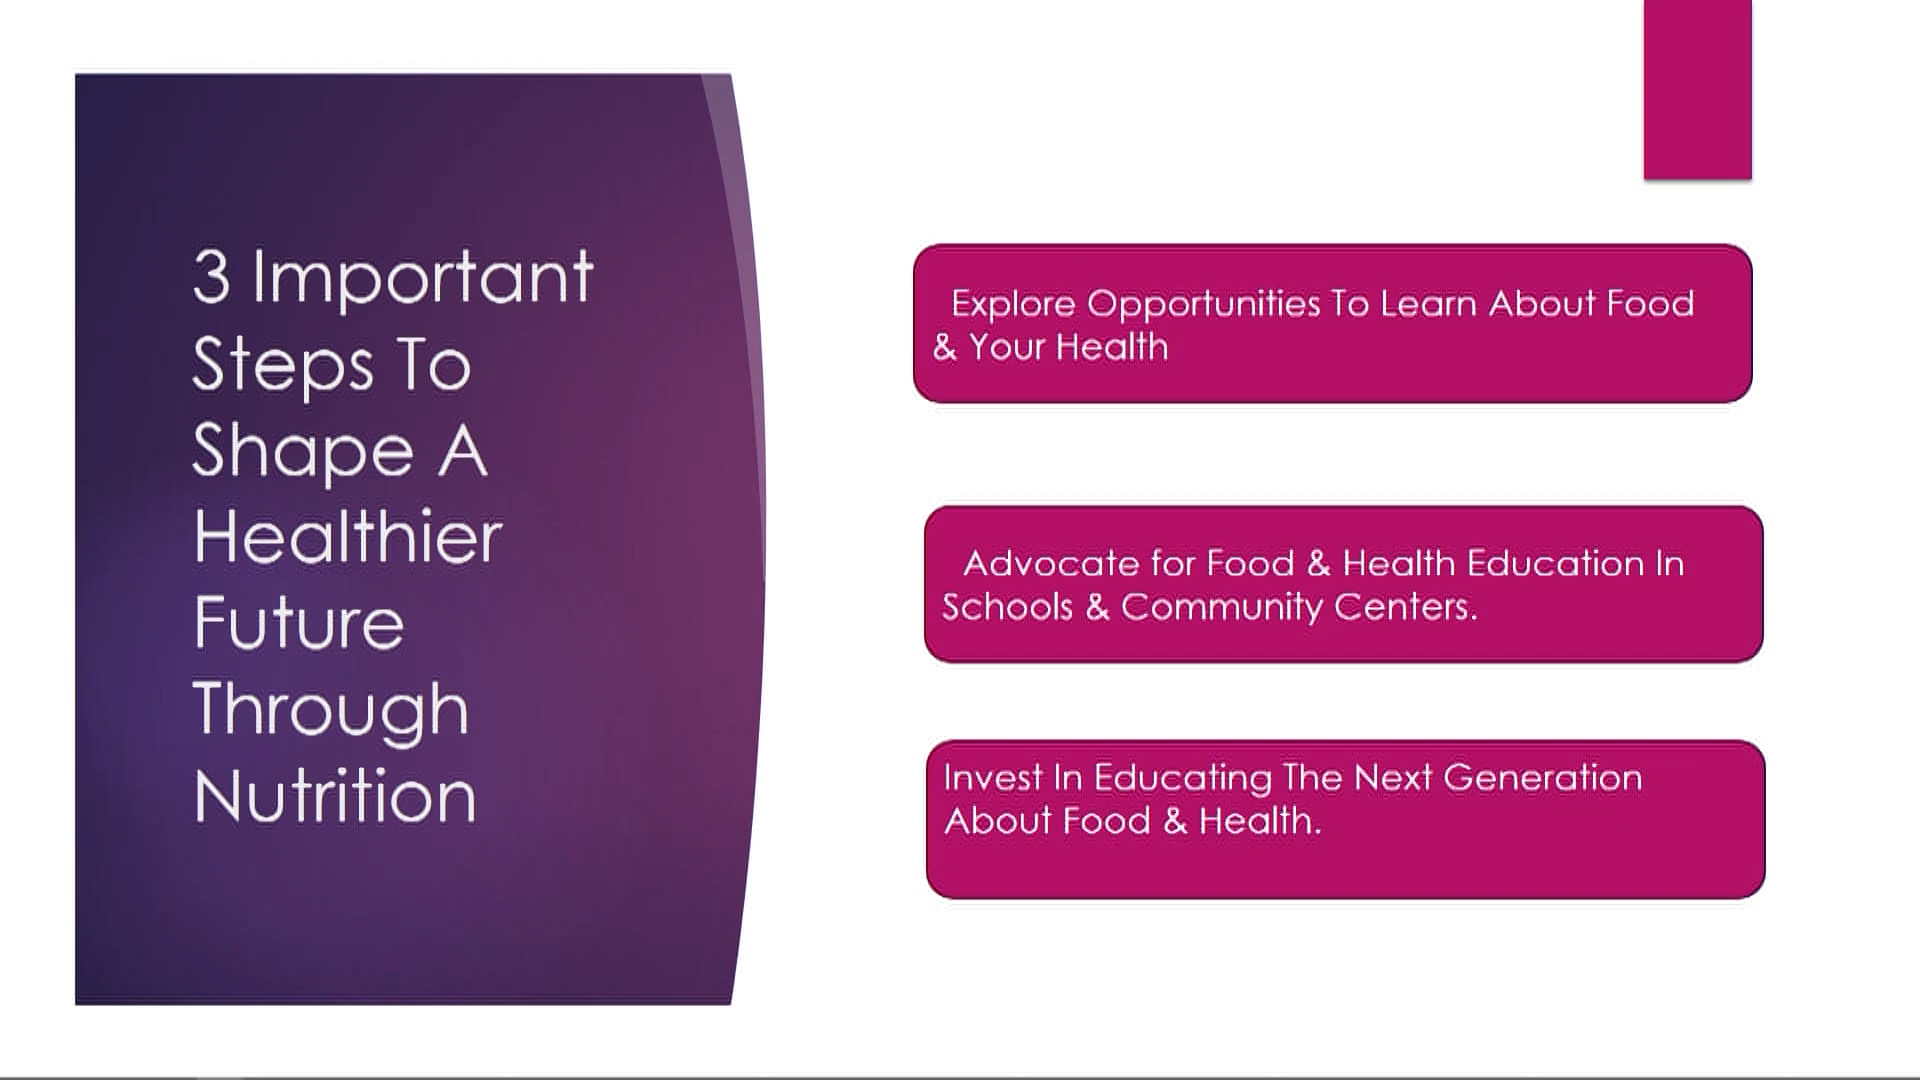 3 Important
Steps To
Shape A
Healthier
Future
Through
Nutrition
Explore Opportunities To Learn About Food
& Your Health
Advocate for Food & Health Education In
Schools & Community Centers.
Invest In Educating The Next Generation
About Food & Health.